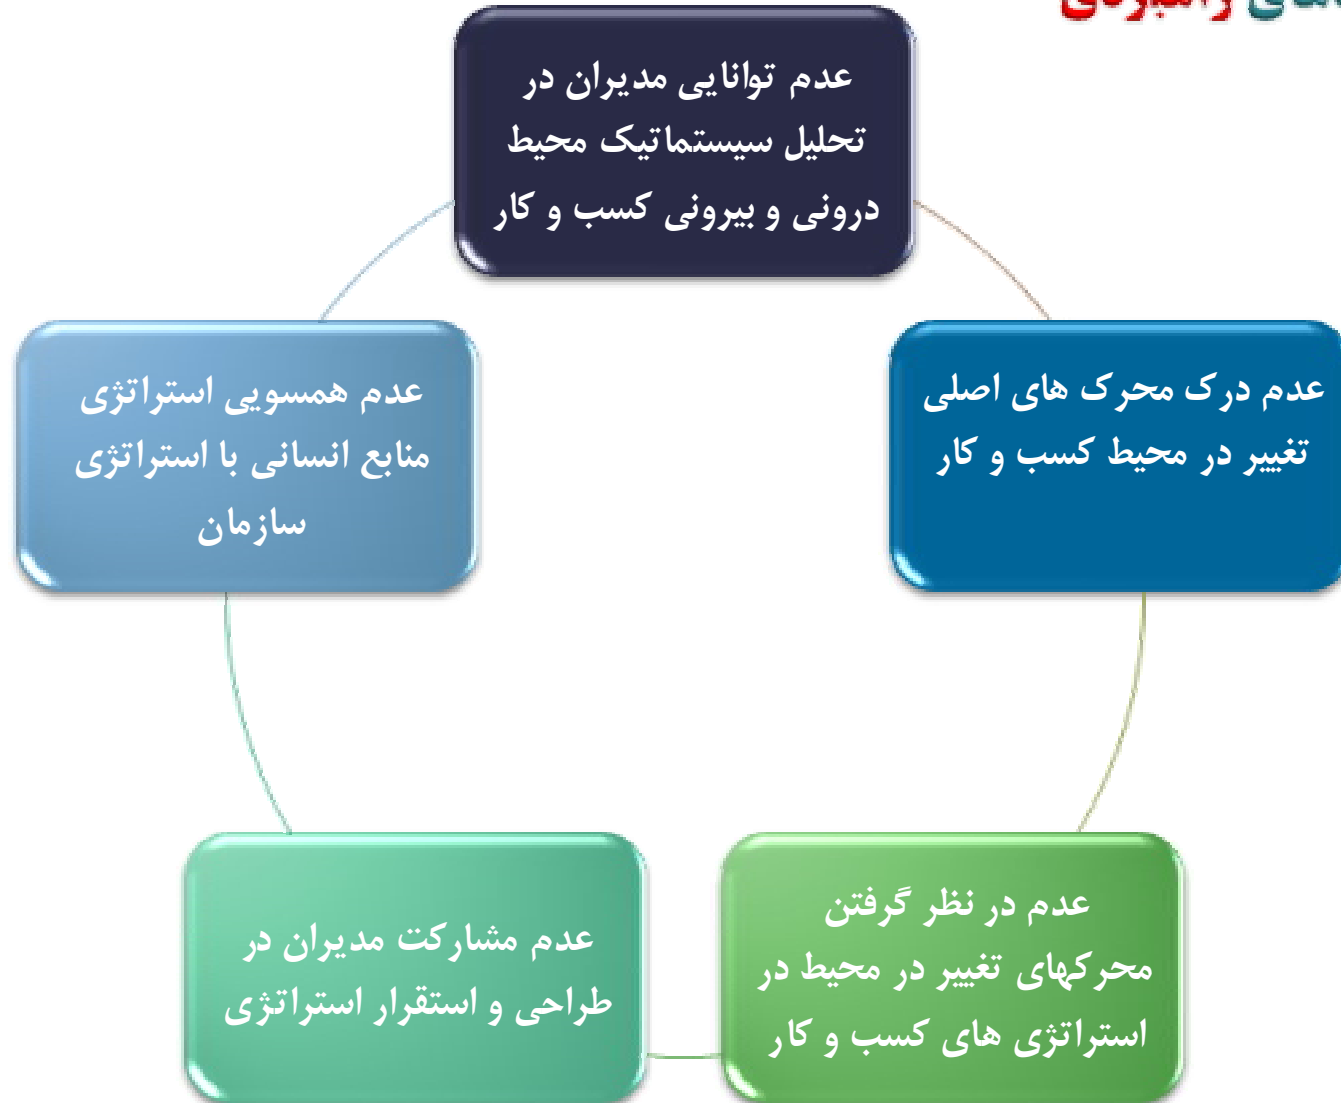 راهبردی
عدم توانایی مدیران در
تحلیل سیستماتیک محیط
درونی و بیرونی کسب و کار
عدم درک محرک های اصلی
تغییر در محیط کسب و کار
عدم در نظر گرفتن
محرکهای تغییر در محیط در
استراتژی های کسب و کار
عدم مشارکت مدیران در
طراحی و استقرار استراتژی
عدم همسویی استراتژی
منابع انسانی با استراتژی
سازمان